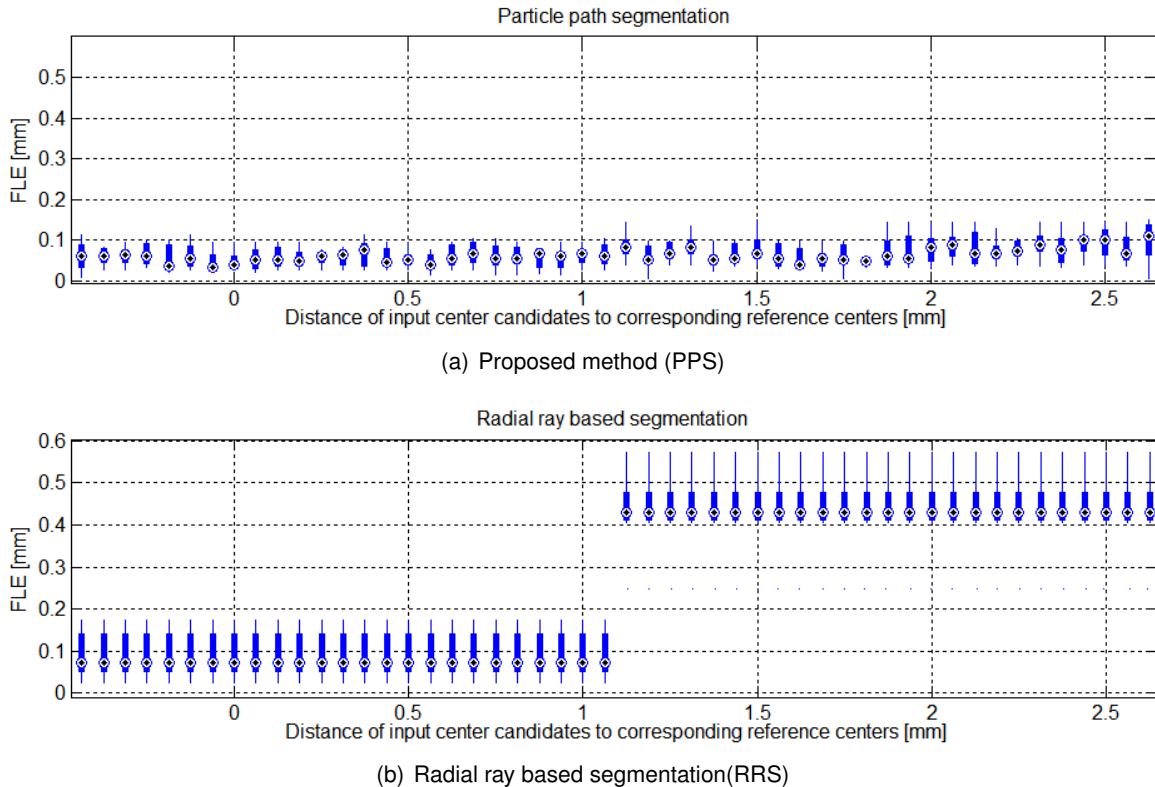 Particle path segmentation
0.5
0.4
0.3
0.2
0.1
0
FLE [mm]
0 0.5 1 1.5 2 2.5
Distance of input center candidates to corresponding reference centers [mm]
(a) Proposed method (PPS)
Radial ray based segmentation
0.6
0.5
0.4
0.3
0.2
0.1
0
FLE [mm]
0 0.5 1 1.5 2 2.5
Distance of input center candidates to corresponding reference centers [mm]
(b) Radial ray based segmentation(RRS)